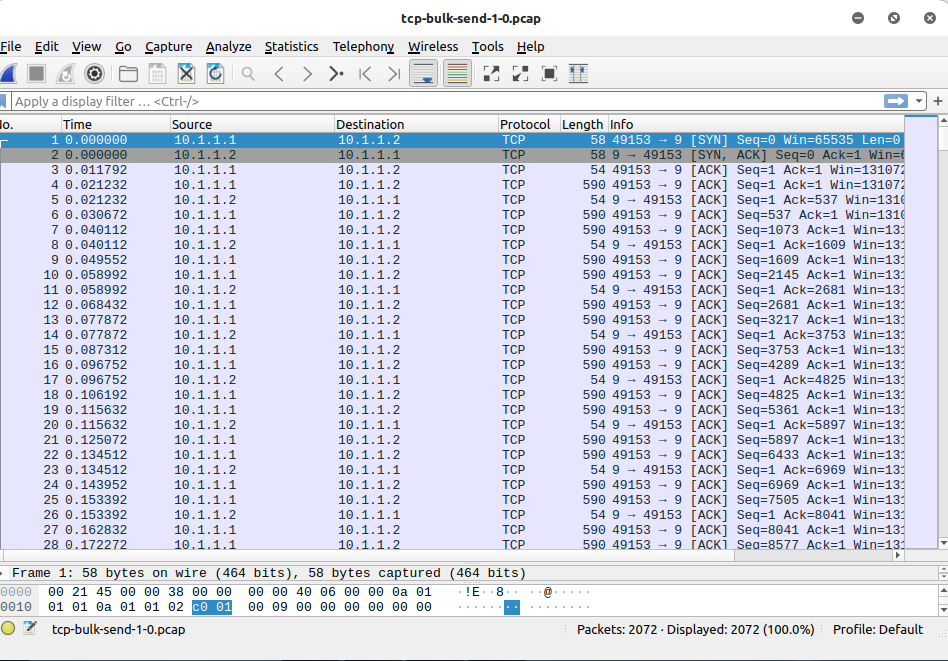 tcp-bulk-send-1-0.pcap
File Edit View Go Capture Analyze Statistics Telephony Wireless Tools Help
Apply a display filter … <Ctrl-/>
No. Time Source Destination Protocol Length Info
1 0.000000 10.1.1.1 10.1.1.2 TCP 58 49153 → 9 [SYN] Seq=0 Win=65535 Len=0
2 0.000000 10.1.1.2 10.1.1.1 TCP 58 9 → 49153 [SYN, ACK] Seq=0 Ack=1 Win=6
3 0.011792 10.1.1.1 10.1.1.2 TCP 54 49153 → 9 [ACK] Seq=1 Ack=1 Win=131072
4 0.021232 10.1.1.1 10.1.1.2 TCP 590 49153 → 9 [ACK] Seq=1 Ack=1 Win=131072
5 0.021232 10.1.1.2 10.1.1.1 TCP 54 9 → 49153 [ACK] Seq=1 Ack=537 Win=1310
6 0.030672 10.1.1.1 10.1.1.2 TCP 590 49153 → 9 [ACK] Seq=537 Ack=1 Win=1310
7 0.040112 10.1.1.1 10.1.1.2 TCP 590 49153 → 9 [ACK] Seq=1073 Ack=1 Win=131
8 0.040112 10.1.1.2 10.1.1.1 TCP 54 9 → 49153 [ACK] Seq=1 Ack=1609 Win=131
9 0.049552 10.1.1.1 10.1.1.2 TCP 590 49153 → 9 [ACK] Seq=1609 Ack=1 Win=131
10 0.058992 10.1.1.1 10.1.1.2 TCP 590 49153 → 9 [ACK] Seq=2145 Ack=1 Win=131
11 0.058992 10.1.1.2 10.1.1.1 TCP 54 9 → 49153 [ACK] Seq=1 Ack=2681 Win=131
12 0.068432 10.1.1.1 10.1.1.2 TCP 590 49153 → 9 [ACK] Seq=2681 Ack=1 Win=131
13 0.077872 10.1.1.1 10.1.1.2 TCP 590 49153 → 9 [ACK] Seq=3217 Ack=1 Win=131
14 0.077872 10.1.1.2 10.1.1.1 TCP 54 9 → 49153 [ACK] Seq=1 Ack=3753 Win=131
15 0.087312 10.1.1.1 10.1.1.2 TCP 590 49153 → 9 [ACK] Seq=3753 Ack=1 Win=131
16 0.096752 10.1.1.1 10.1.1.2 TCP 590 49153 → 9 [ACK] Seq=4289 Ack=1 Win=131
17 0.096752 10.1.1.2 10.1.1.1 TCP 54 9 → 49153 [ACK] Seq=1 Ack=4825 Win=131
18 0.106192 10.1.1.1 10.1.1.2 TCP 590 49153 → 9 [ACK] Seq=4825 Ack=1 Win=131
19 0.115632 10.1.1.1 10.1.1.2 TCP 590 49153 → 9 [ACK] Seq=5361 Ack=1 Win=131
20 0.115632 10.1.1.2 10.1.1.1 TCP 54 9 → 49153 [ACK] Seq=1 Ack=5897 Win=131
21 0.125072 10.1.1.1 10.1.1.2 TCP 590 49153 → 9 [ACK] Seq=5897 Ack=1 Win=131
22 0.134512 10.1.1.1 10.1.1.2 TCP 590 49153 → 9 [ACK] Seq=6433 Ack=1 Win=131
23 0.134512 10.1.1.2 10.1.1.1 TCP 54 9 → 49153 [ACK] Seq=1 Ack=6969 Win=131
24 0.143952 10.1.1.1 10.1.1.2 TCP 590 49153 → 9 [ACK] Seq=6969 Ack=1 Win=131
25 0.153392 10.1.1.1 10.1.1.2 TCP 590 49153 → 9 [ACK] Seq=7505 Ack=1 Win=131
26 0.153392 10.1.1.2 10.1.1.1 TCP 54 9 → 49153 [ACK] Seq=1 Ack=8041 Win=131
27 0.162832 10.1.1.1 10.1.1.2 TCP 590 49153 → 9 [ACK] Seq=8041 Ack=1 Win=131
28 0.172272 10.1.1.1 10.1.1.2 TCP 590 49153 → 9 [ACK] Seq=8577 Ack=1 Win=131
Frame 1: 58 bytes on wire (464 bits), 58 bytes captured (464 bits)
0000 00 21 45 00 00 38 00 00 00 00 40 06 00 00 0a 01 ·!E··8·· ··@·····
0010 01 01 0a 01 01 02 c0 01 00 09 00 00 00 00 00 00 ········ ········
tcp-bulk-send-1-0.pcap Packets: 2072 · Displayed: 2072 (100.0%) Profile: Default